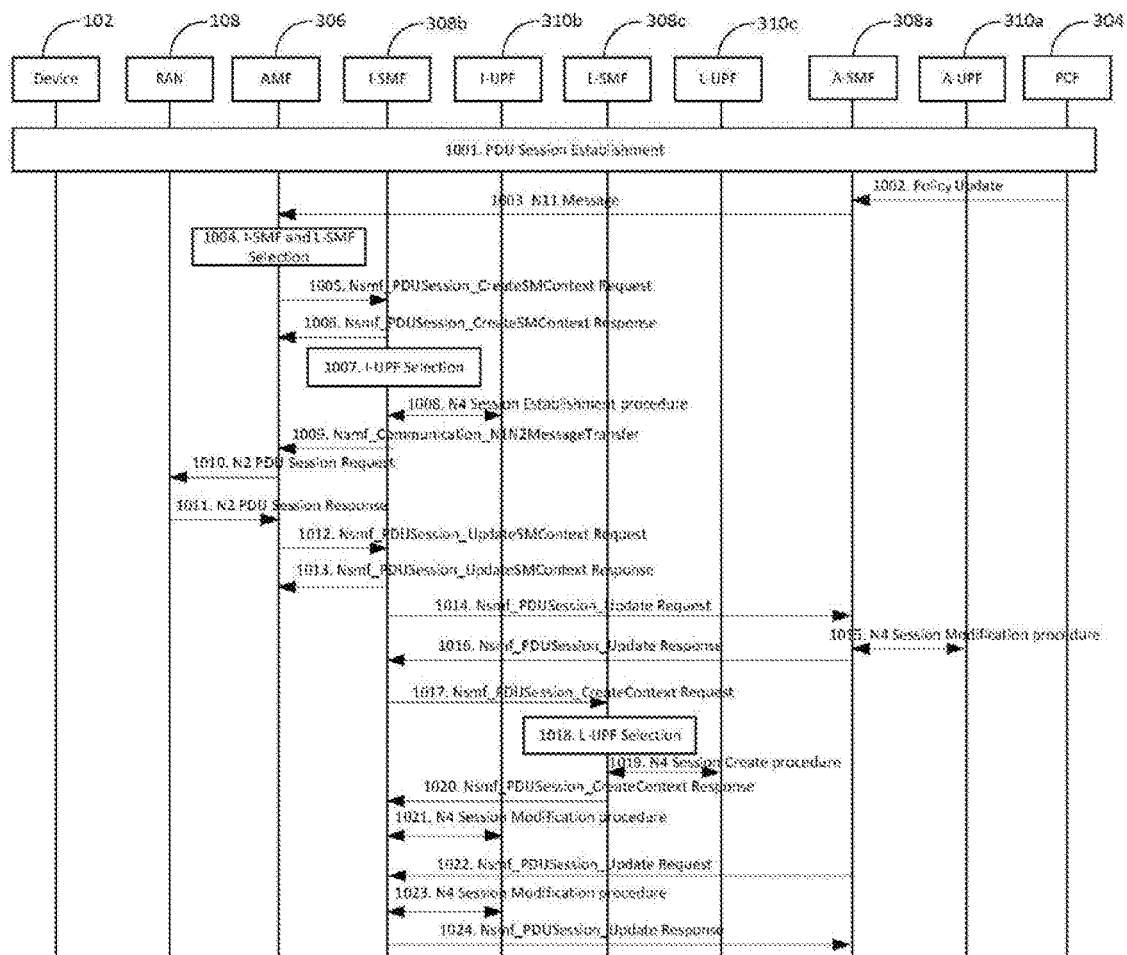 102
108
306
308b
310b
308c
310c
308a
310a
304
Device
RAN
AMF
I-SMF
I-UPF
L-SMF
L-UPF
A-SMF
A-UPF
PCF
1001. PDU Session Establishment
1002. Policy Update
1003. N11 Message
1004. I-SMF and L-SMF
Selection
1005. Nsmf_PDUSession_CreateSMContext Request
1006. Nsmf_PDUSession_CreateSMContext Response
1007. I-UPF Selection
1008. N4 Session Establishment procedure
1009. Nsmf_Communication_N1N2MessageTransfer
1010. N2 PDU Session Request
1011. N2 PDU Session Response
1012. Nsmf_PDUSession_UpdateSMContext Request
1013. Nsmf_PDUSession_UpdateSMContext Response
1014. Nsmf_PDUSession_Update Request
1015. N4 Session Modification procedure
1016. Nsmf_PDUSession_Update Response
1017. Nsmf_PDUSession_CreateContext Request
1018. L-UPF Selection
1019. N4 Session Create procedure
1020. Nsmf_PDUSession_CreateContext Response
1021. N4 Session Modification procedure
1022. Nsmf_PDUSession_Update Request
1023. N4 Session Modification procedure
1024. Nsmf_PDUSession_Update Response